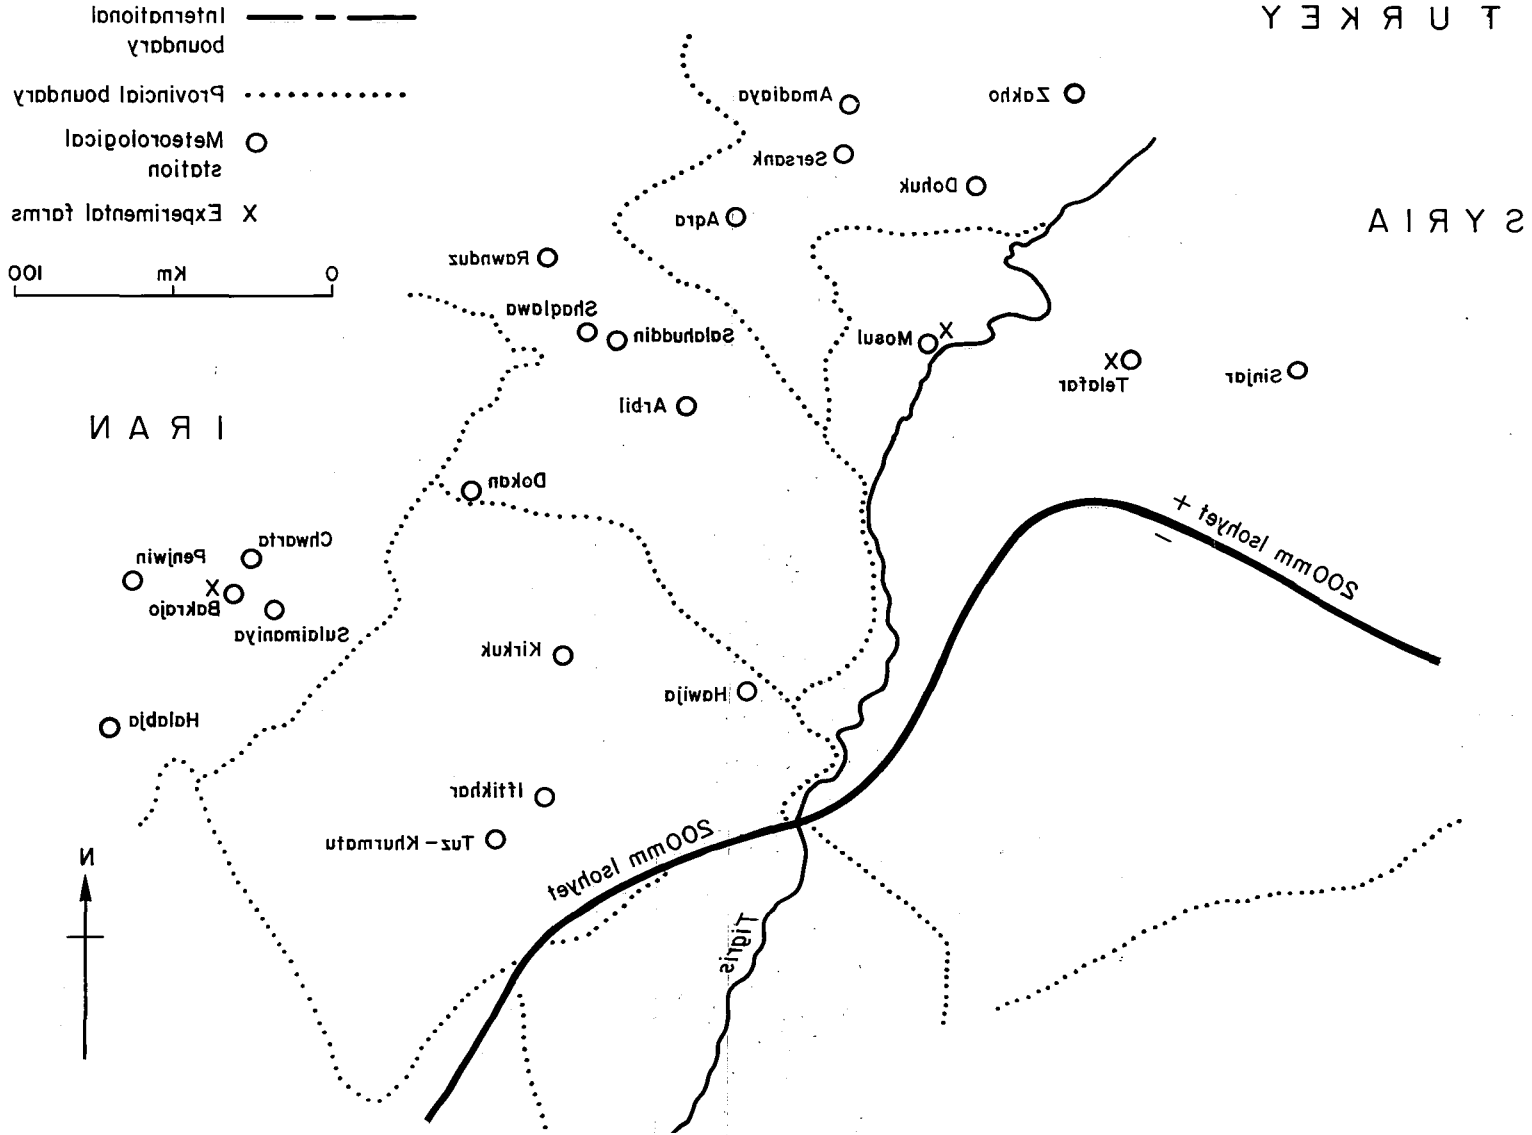 TURKEY
SYRIA
IRAN
International
boundary
Provincial boundary
Meteorological
station
X Experimental farms
0 Km 100
Zakho
Amadiaya
Sersank
Dohuk
Aqra
Rawnduz
Shaqlawa
Salahuddin
Mosul
X
X
Telafar
Sinjar
Arbil
Dokan
Chwarta
Penjwin
X
Bakrajo
Sulaimaniya
Kirkuk
Hawija
Halabja
Iftikhar
Tuz-Khurmatu
200mm Isohyet +
−
200mm Isohyet
Tigris
N